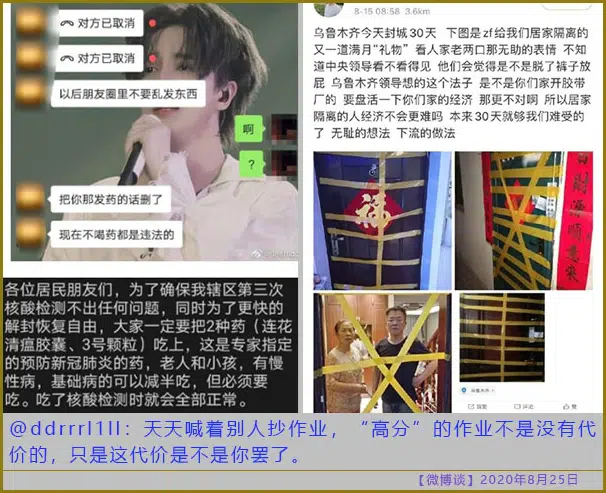 对方已取消
对方已取消
以后朋友圈里不要乱发东西
啊
?
把你那发药的话删了
现在不喝药都是违法的
各位居民朋友们，为了确保我辖区第三次
核酸检测不出任何问题，同时为了更快的
解封恢复自由，大家一定要把2种药（连花
清瘟胶囊、3号颗粒）吃上，这是专家指定
的预防新冠肺炎的药，老人和小孩，有慢
性病，基础病的可以减半吃，但必须要
吃。吃了核酸检测时就会全部正常。
8-15 08:58 3.6km
乌鲁木齐今天封城30天 下图是zf给我们居家隔离的
又一道满月“礼物” 看人家老两口那无助的表情 不知
道中央领导看不看得见 他们会觉得是不是脱了裤子放
屁 乌鲁木齐领导想的这个法子 是不是你们家开胶带
厂的 要盘活一下你们家的经济 那更不对啊 所以居家
隔离的人经济不会更难吗 本来30天就够我们难受的
了 无耻的想法 下流的做法
福
財源順意來
@ddrrrl1ll：天天喊着别人抄作业，“高分”的作业不是没有代
价的，只是这代价是不是你罢了。
【微博谈】2020年8月25日